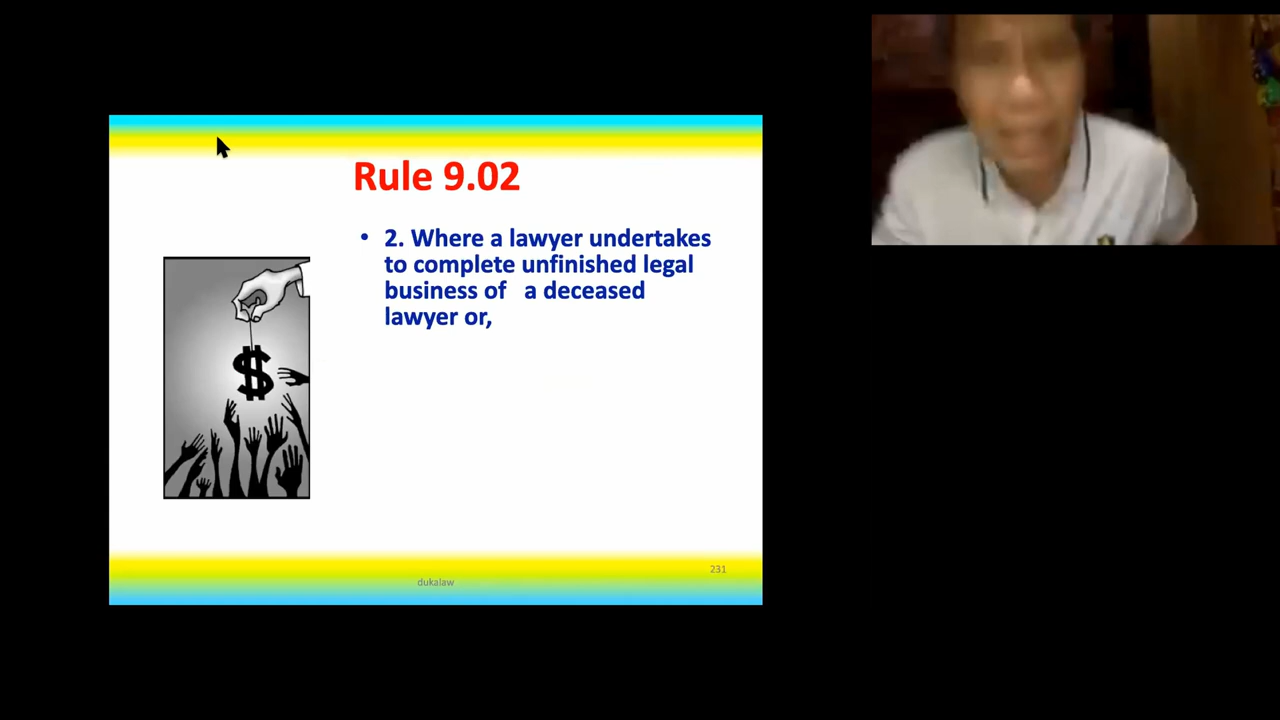 Rule 9.02
• 2. Where a lawyer undertakes
to complete unfinished legal
business of a deceased
lawyer or,
$
231
dukalaw